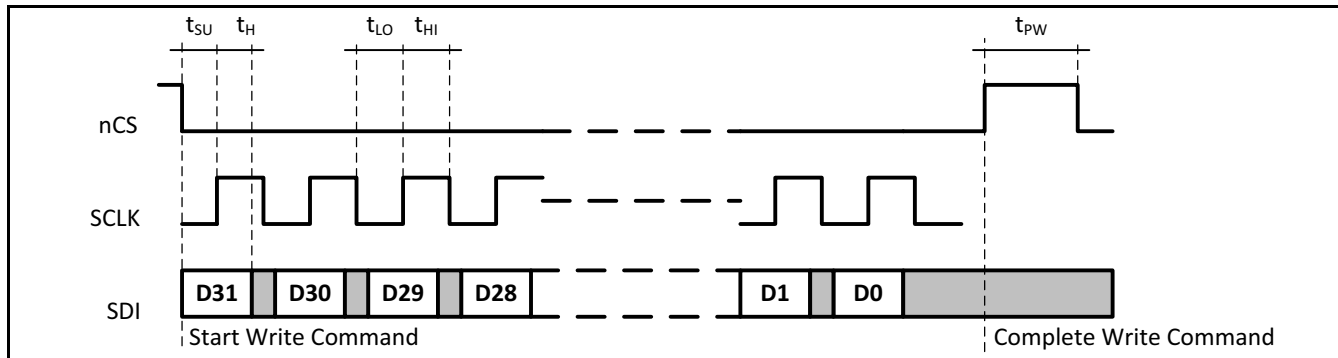 tSU tH tLO tHI tPW
nCS
SCLK
D31 D30 D29 D28 D1 D0
SDI
Start Write Command Complete Write Command